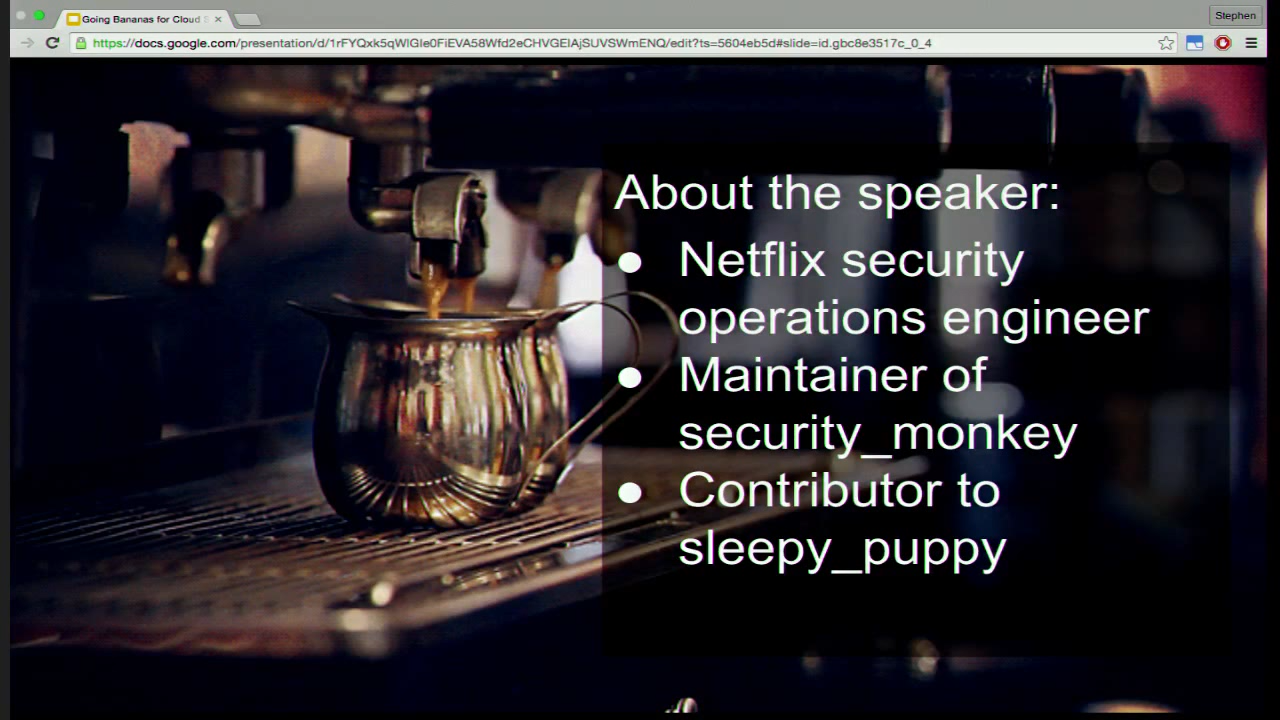 Going Bananas for Cloud
Stephen
https://docs.google.com/presentation/d/1rFYQxk5qWlGle0FiEVA58Wfd2eCHVGElAjSUVSWmENQ/edit?ts=5604eb5d#slide=id.gbc8e3517c_0_4
About the speaker:
● Netflix security
operations engineer
● Maintainer of
security_monkey
● Contributor to
sleepy_puppy